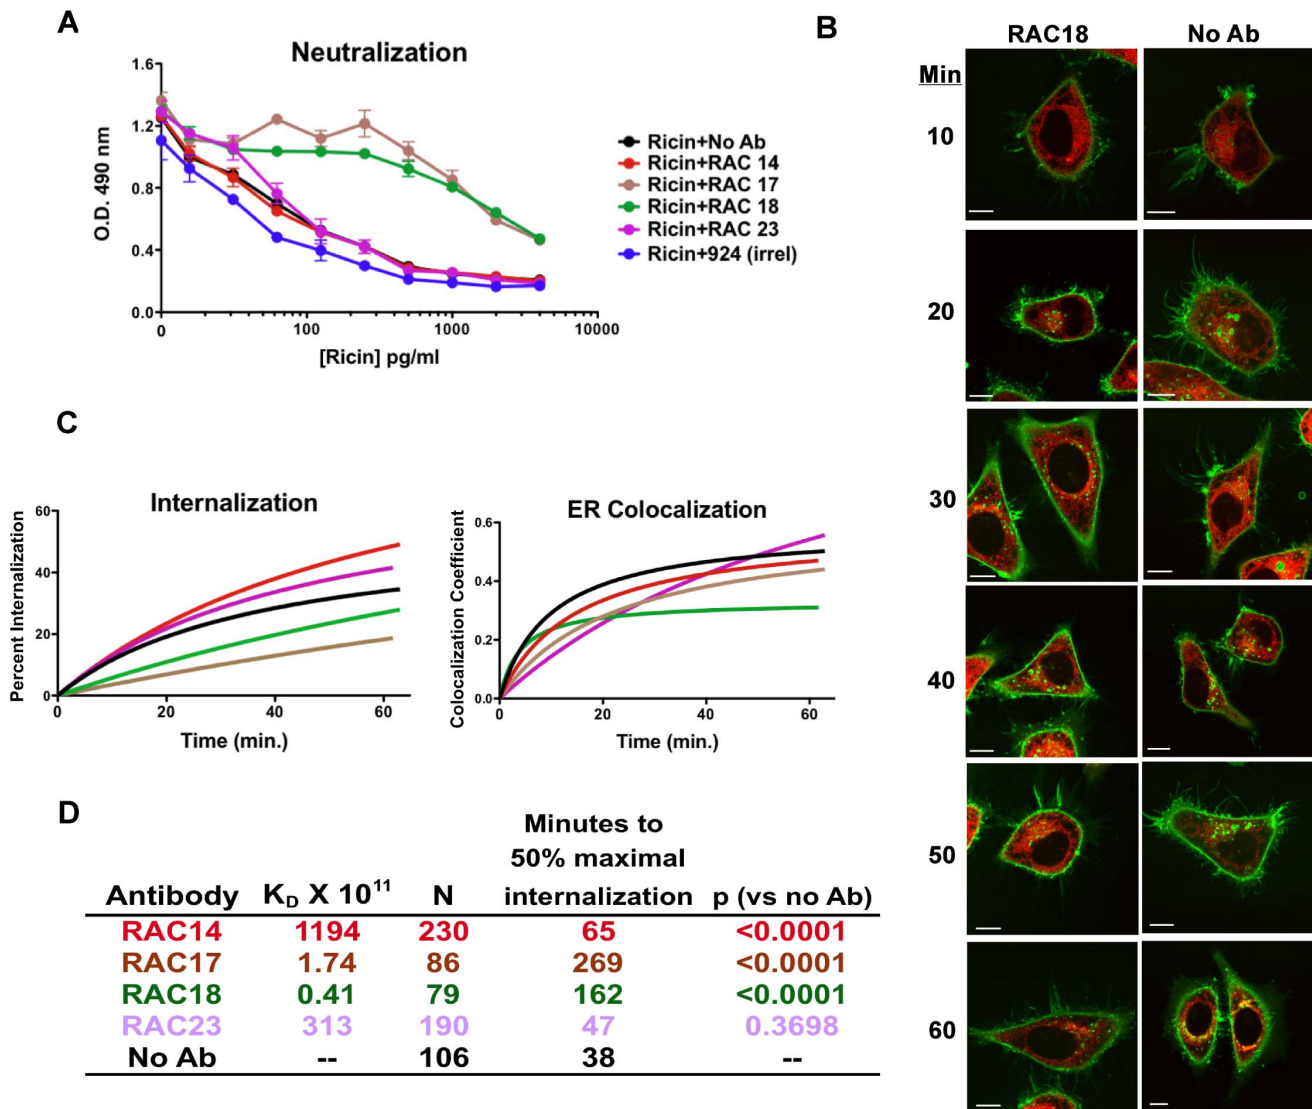 A
Neutralization
1.6
1.2
0.8
0.4
0.0
O.D. 490 nm
0
100
1000
10000
[Ricin] pg/ml
Ricin+No Ab
Ricin+RAC 14
Ricin+RAC 17
Ricin+RAC 18
Ricin+RAC 23
Ricin+924 (irrel)
B
RAC18 No Ab
Min
10
20
30
40
50
60
C
Internalization
60
40
20
0
Percent Internalization
0 20 40 60
Time (min.)
ER Colocalization
0.6
0.4
0.2
0.0
Colocalization Coefficient
0 20 40 60
Time (min.)
D
Minutes to
50% maximal
Antibody K_D X 10^11 N internalization p (vs no Ab)
RAC14 1194 230 65 <0.0001
RAC17 1.74 86 269 <0.0001
RAC18 0.41 79 162 <0.0001
RAC23 313 190 47 0.3698
No Ab -- 106 38 --